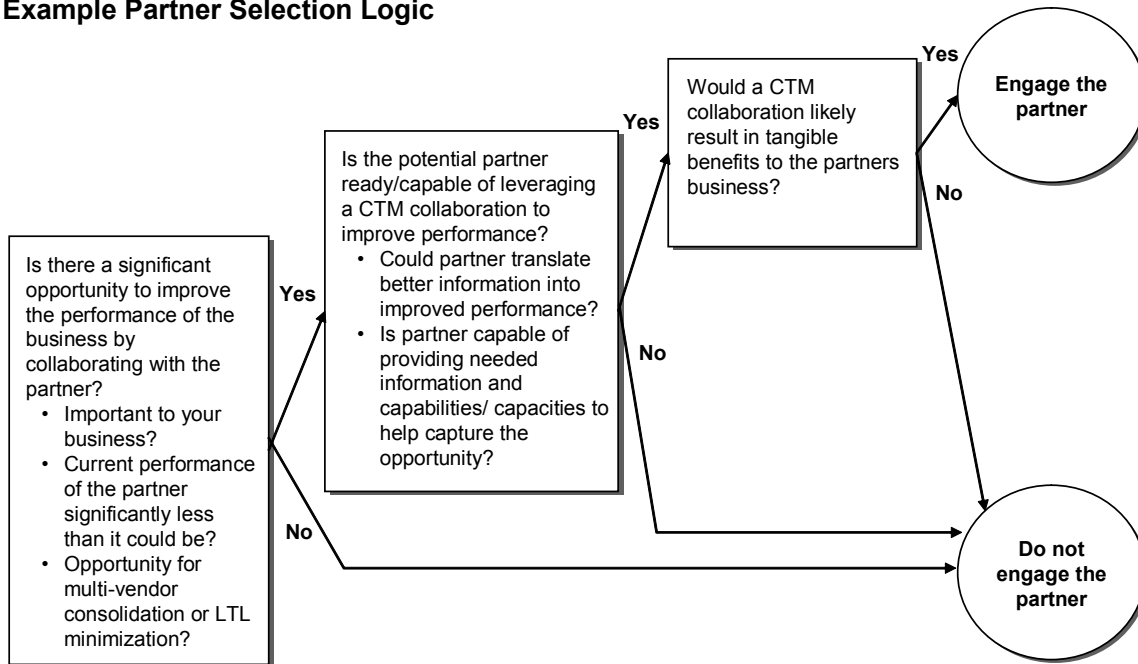 Example Partner Selection Logic
Is there a significant
opportunity to improve
the performance of the
business by
collaborating with the
partner?
• Important to your
business?
• Current performance
of the partner
significantly less
than it could be?
• Opportunity for
multi-vendor
consolidation or LTL
minimization?
Yes
No
Is the potential partner
ready/capable of leveraging
a CTM collaboration to
improve performance?
• Could partner translate
better information into
improved performance?
• Is partner capable of
providing needed
information and
capabilities/ capacities to
help capture the
opportunity?
Yes
No
Would a CTM
collaboration likely
result in tangible
benefits to the partners
business?
Yes
No
Engage the
partner
Do not
engage the
partner